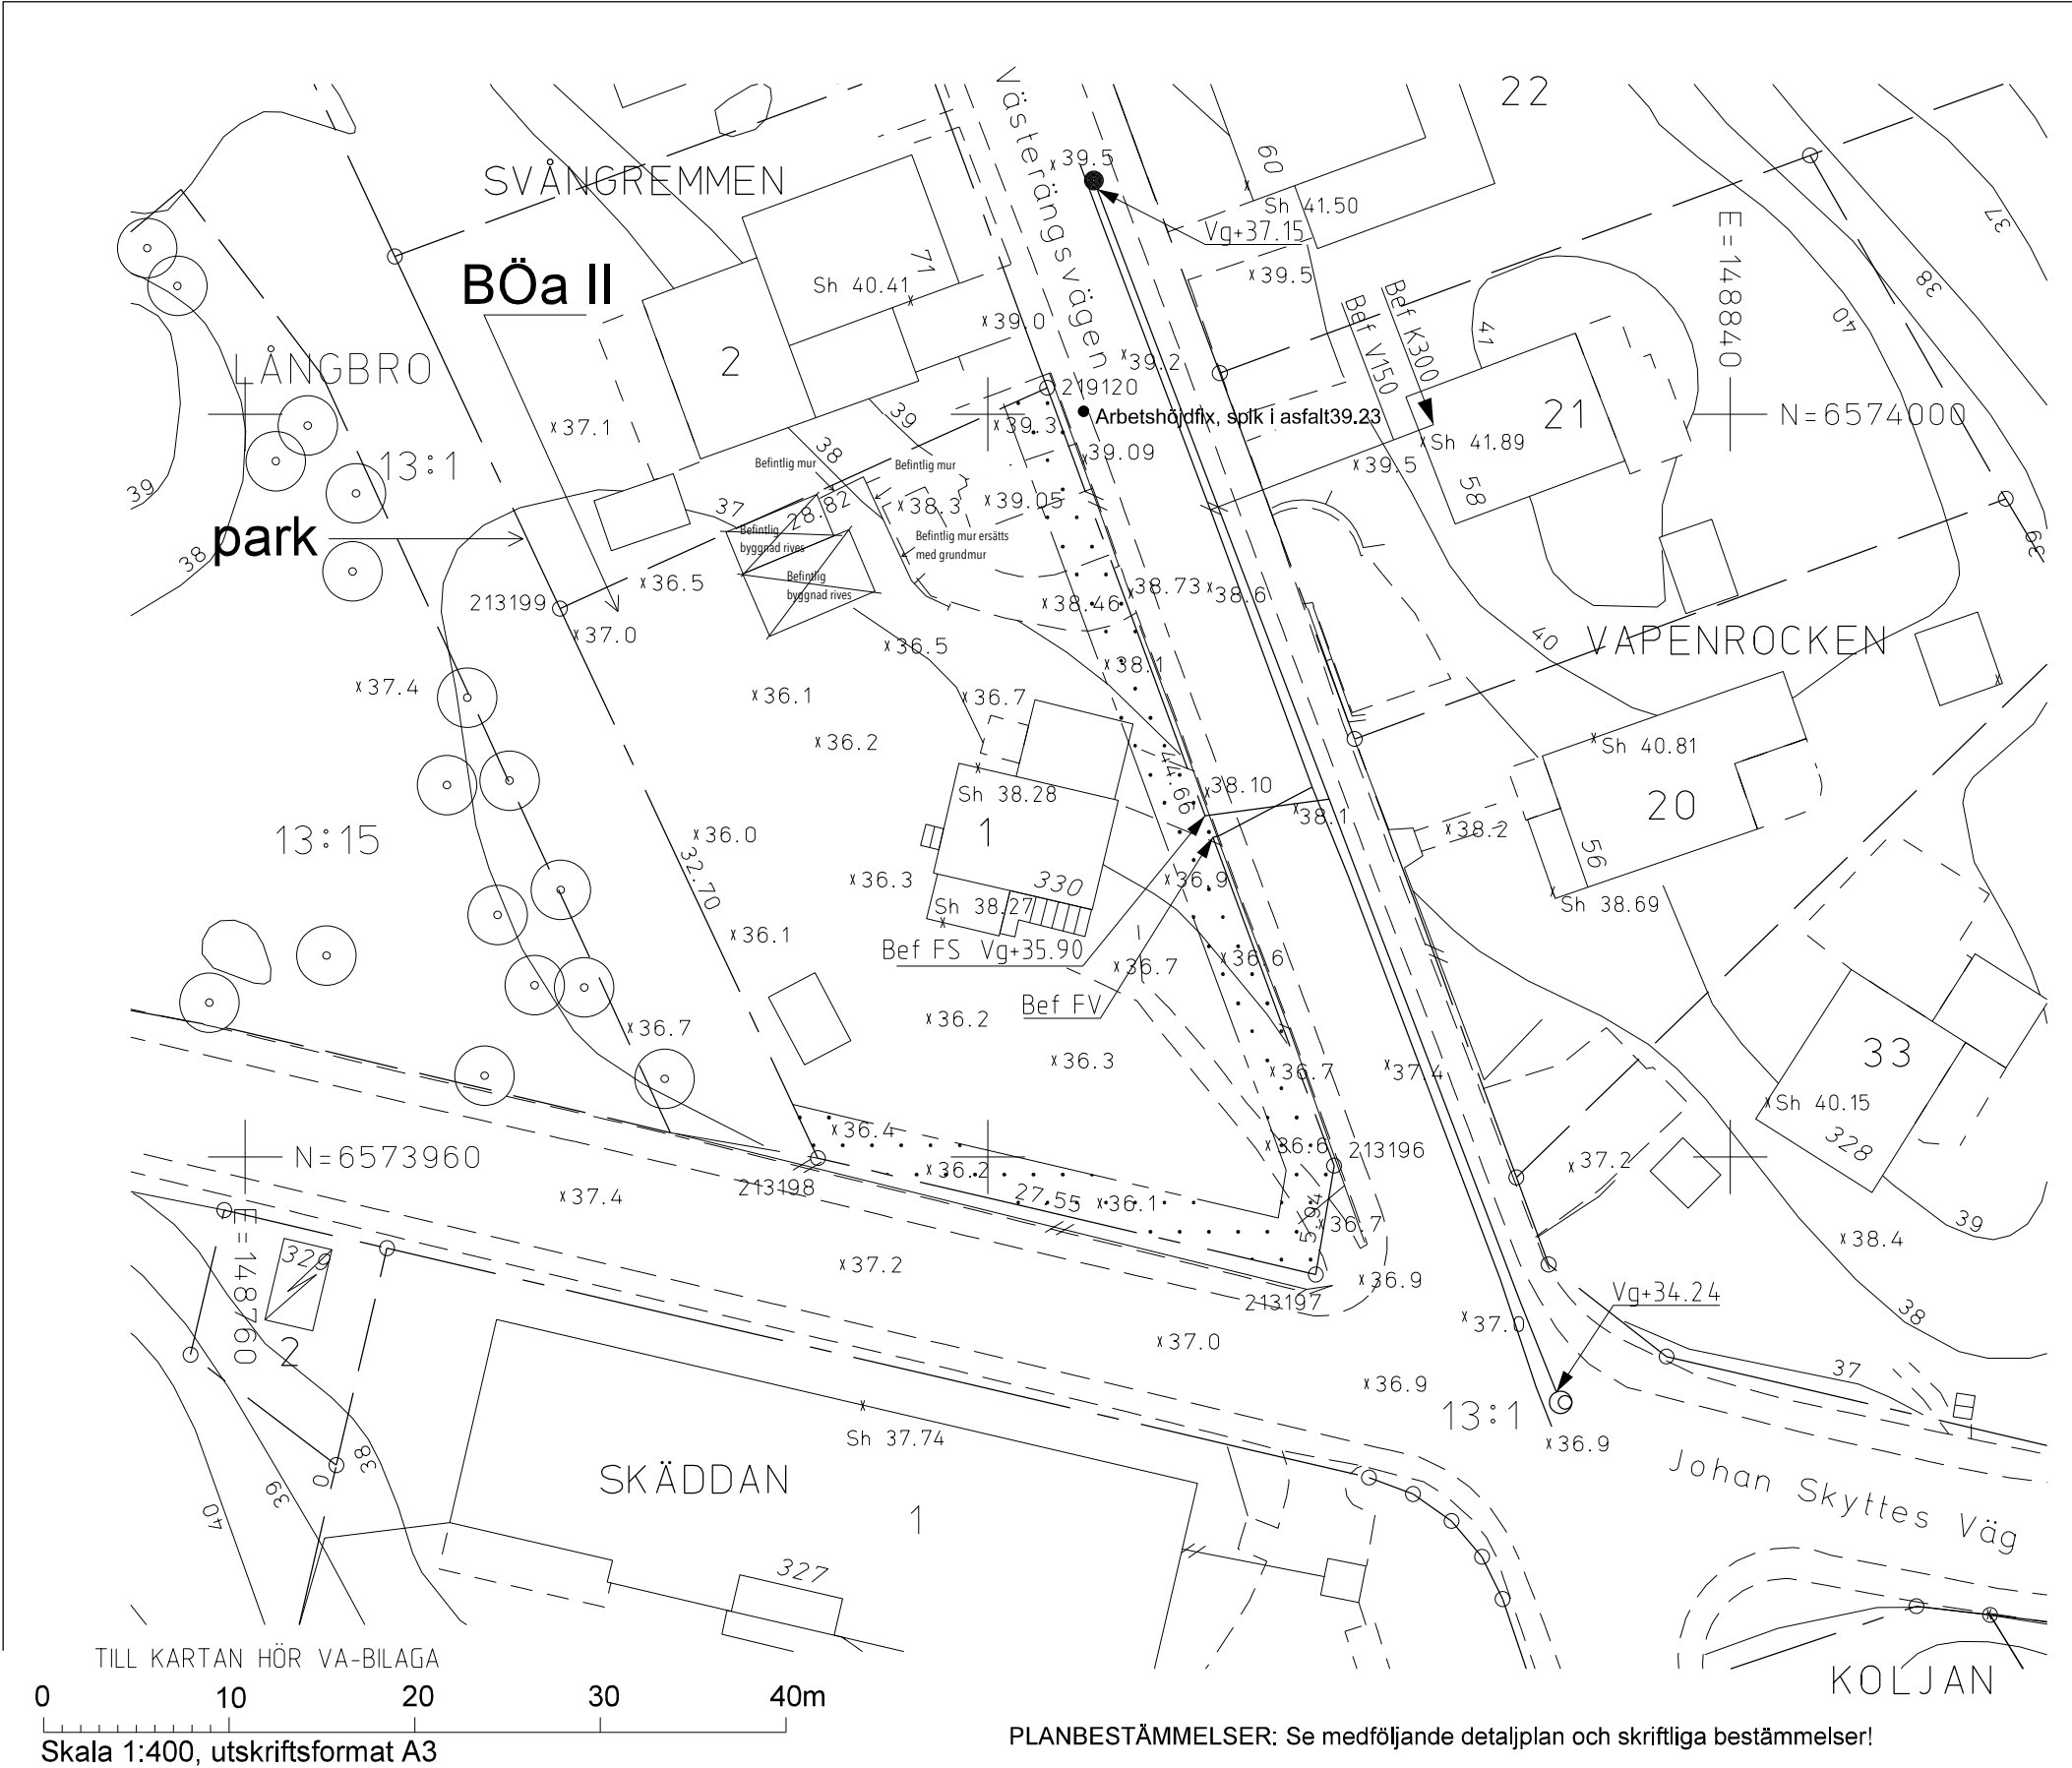 Västerängsvägen
22
39.5
60
SVÅNGREMMEN
Sh 41.50
Vg+37.15
E=148840
37
38
BÖa II
71
Sh 40.41
39.5
40
41
39.0
Bef V150
Bef K300
2
39.2
LÅNGBRO
219120
Arbetshöjdfix, spik i asfalt39.23
21
N=6574000
37.1
39
39.3
Sh 41.89
13:1
38
Befintlig mur
Befintlig mur
39.09
39.5
58
39
37
28.82
38.3
39.05
park
38
Befintlig
byggnad rives
Befintlig mur ersätts
med grundmur
39
Befintlig
byggnad rives
36.5
38.73
38.6
213199
38.46
37.0
40
VAPENROCKEN
36.5
38.1
37.4
36.1
36.7
36.2
Sh 40.81
44.66
38.10
Sh 38.28
38.1
20
13:15
36.0
1
38.2
32.70
56
36.3
330
36.9
Sh 38.27
Sh 38.69
36.1
Bef FS Vg+35.90
36.7
36.6
Bef FV
36.7
36.2
36.3
33
36.7
37.4
Sh 40.15
36.4
328
N=6573960
36.6
213196
36.2
37.2
213198
37.4
27.55
36.1
5.94
36.7
39
E=148760
329
38.4
37.2
36.9
213197
Vg+34.24
38
2
37.0
37.0
37
36.9
13:1
Sh 37.74
36.9
38
0
SKÄDDAN
Johan Skyttes Väg
39
40
1
327
TILL KARTAN HÖR VA-BILAGA
KOLJAN
0 10 20 30 40m
PLANBESTÄMMELSER: Se medföljande detaljplan och skriftliga bestämmelser!
Skala 1:400, utskriftsformat A3